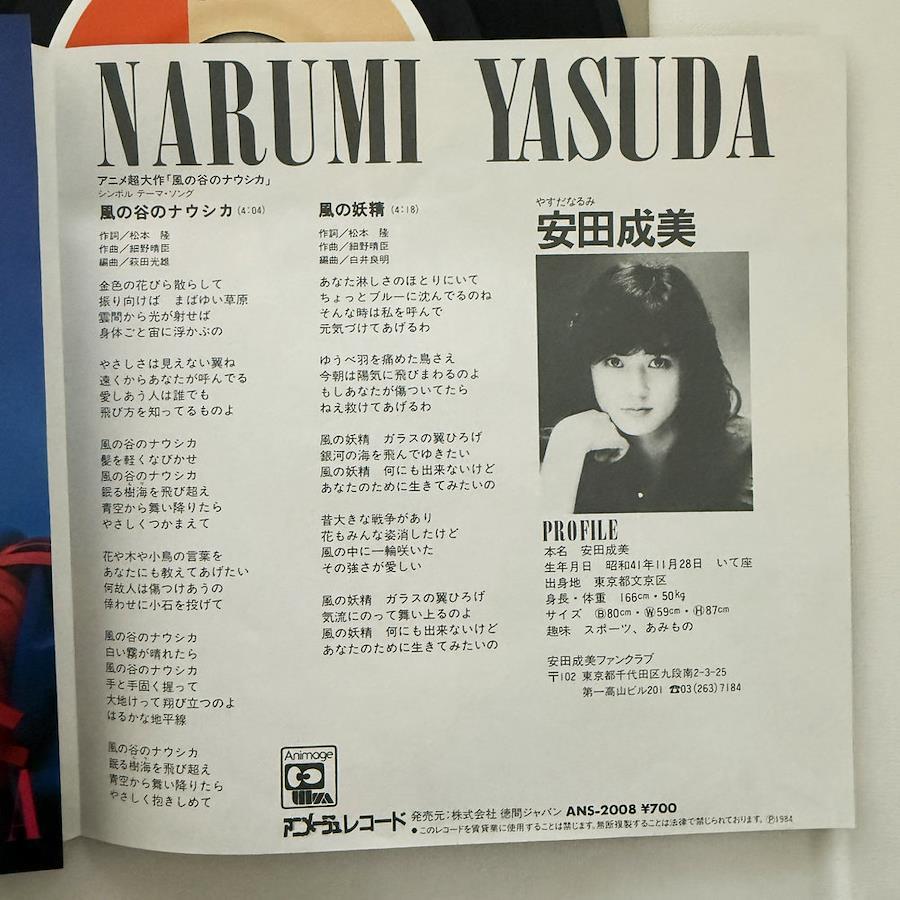 NARUMI YASUDA
アニメ超大作「風の谷のナウシカ」
シンボル テーマ・ソング
風の谷のナウシカ(4:04)
作詞/松本 隆
作曲/細野晴臣
編曲/萩田光雄
金色の花びら散らして
振り向けば まばゆい草原
雲間から光が射せば
身体ごと宙に浮かぶの
やさしさは見えない翼ね
遠くからあなたが呼んでる
愛しあう人は誰でも
飛び方を知ってるものよ
風の谷のナウシカ
髪を軽くなびかせ
風の谷のナウシカ
眠る樹海を飛び超え
青空から舞い降りたら
やさしくつかまえて
花や木や小鳥の言葉を
あなたにも教えてあげたい
何故人は傷つけあうの
倖わせに小石を投げて
風の谷のナウシカ
白い霧が晴れたら
風の谷のナウシカ
手と手固く握って
大地けって翔び立つのよ
はるかな地平線
風の谷のナウシカ
眠る樹海を飛び超え
青空から舞い降りたら
やさしく抱きしめて
風の妖精(4:18)
作詞/松本 隆
作曲/細野晴臣
編曲/白井良明
あなた淋しさのほとりにいて
ちょっとブルーに沈んでるのね
そんな時は私を呼んで
元気づけてあげるわ
ゆうべ羽を痛めた鳥さえ
今朝は陽気に飛びまわるのよ
もしあなたが傷ついてたら
ねえ救けてあげるわ
風の妖精 ガラスの翼ひろげ
銀河の海を飛んでゆきたい
風の妖精 何にも出来ないけど
あなたのために生きてみたいの
昔大きな戦争があり
花もみんな姿消したけど
風の中に一輪咲いた
その強さが愛しい
風の妖精 ガラスの翼ひろげ
気流にのって舞い上るのよ
風の妖精 何にも出来ないけど
あなたのために生きてみたいの
やすだなるみ
安田成美
PROFILE
本名 安田成美
生年月日 昭和41年11月28日 いて座
出身地 東京都文京区
身長・体重 166cm・50kg
サイズ Ⓑ80cm・Ⓦ59cm・Ⓗ87cm
趣味 スポーツ、あみもの
安田成美ファンクラブ
〒102 東京都千代田区九段南2-3-25
第一高山ビル201 ☎03(263)7184
Animage
アニメージュレコード 発売元:株式会社 徳間ジャパン ANS-2008 ¥700
●このレコードを賃貸業に使用することは禁じます。無断複製することは法律で禁じられております。Ⓟ1984
A